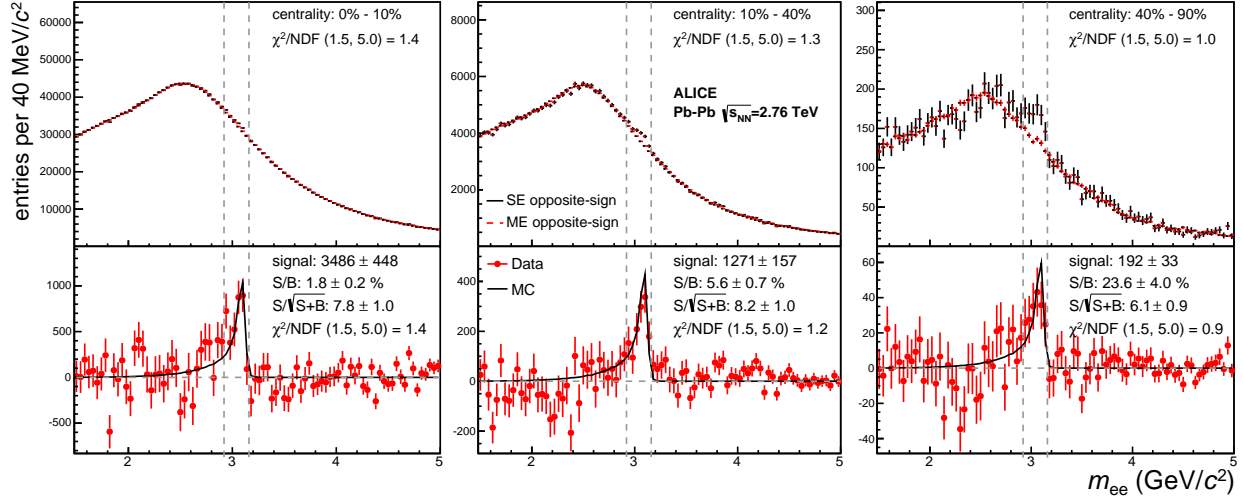 entries per 40 MeV/c²
60000
50000
40000
30000
20000
10000
centrality: 0% - 10%
χ²/NDF (1.5, 5.0) = 1.4
8000
6000
4000
2000
centrality: 10% - 40%
χ²/NDF (1.5, 5.0) = 1.3
ALICE
Pb-Pb √sNN=2.76 TeV
SE opposite-sign
ME opposite-sign
300
250
200
150
100
50
0
centrality: 40% - 90%
χ²/NDF (1.5, 5.0) = 1.0
1000
500
0
-500
signal: 3486 ± 448
S/B: 1.8 ± 0.2 %
S/√S+B: 7.8 ± 1.0
χ²/NDF (1.5, 5.0) = 1.4
2 3 4 5
400
200
0
-200
Data
MC
signal: 1271 ± 157
S/B: 5.6 ± 0.7 %
S/√S+B: 8.2 ± 1.0
χ²/NDF (1.5, 5.0) = 1.2
2 3 4 5
60
40
20
0
-20
-40
signal: 192 ± 33
S/B: 23.6 ± 4.0 %
S/√S+B: 6.1 ± 0.9
χ²/NDF (1.5, 5.0) = 0.9
2 3 4 5
mee (GeV/c²)